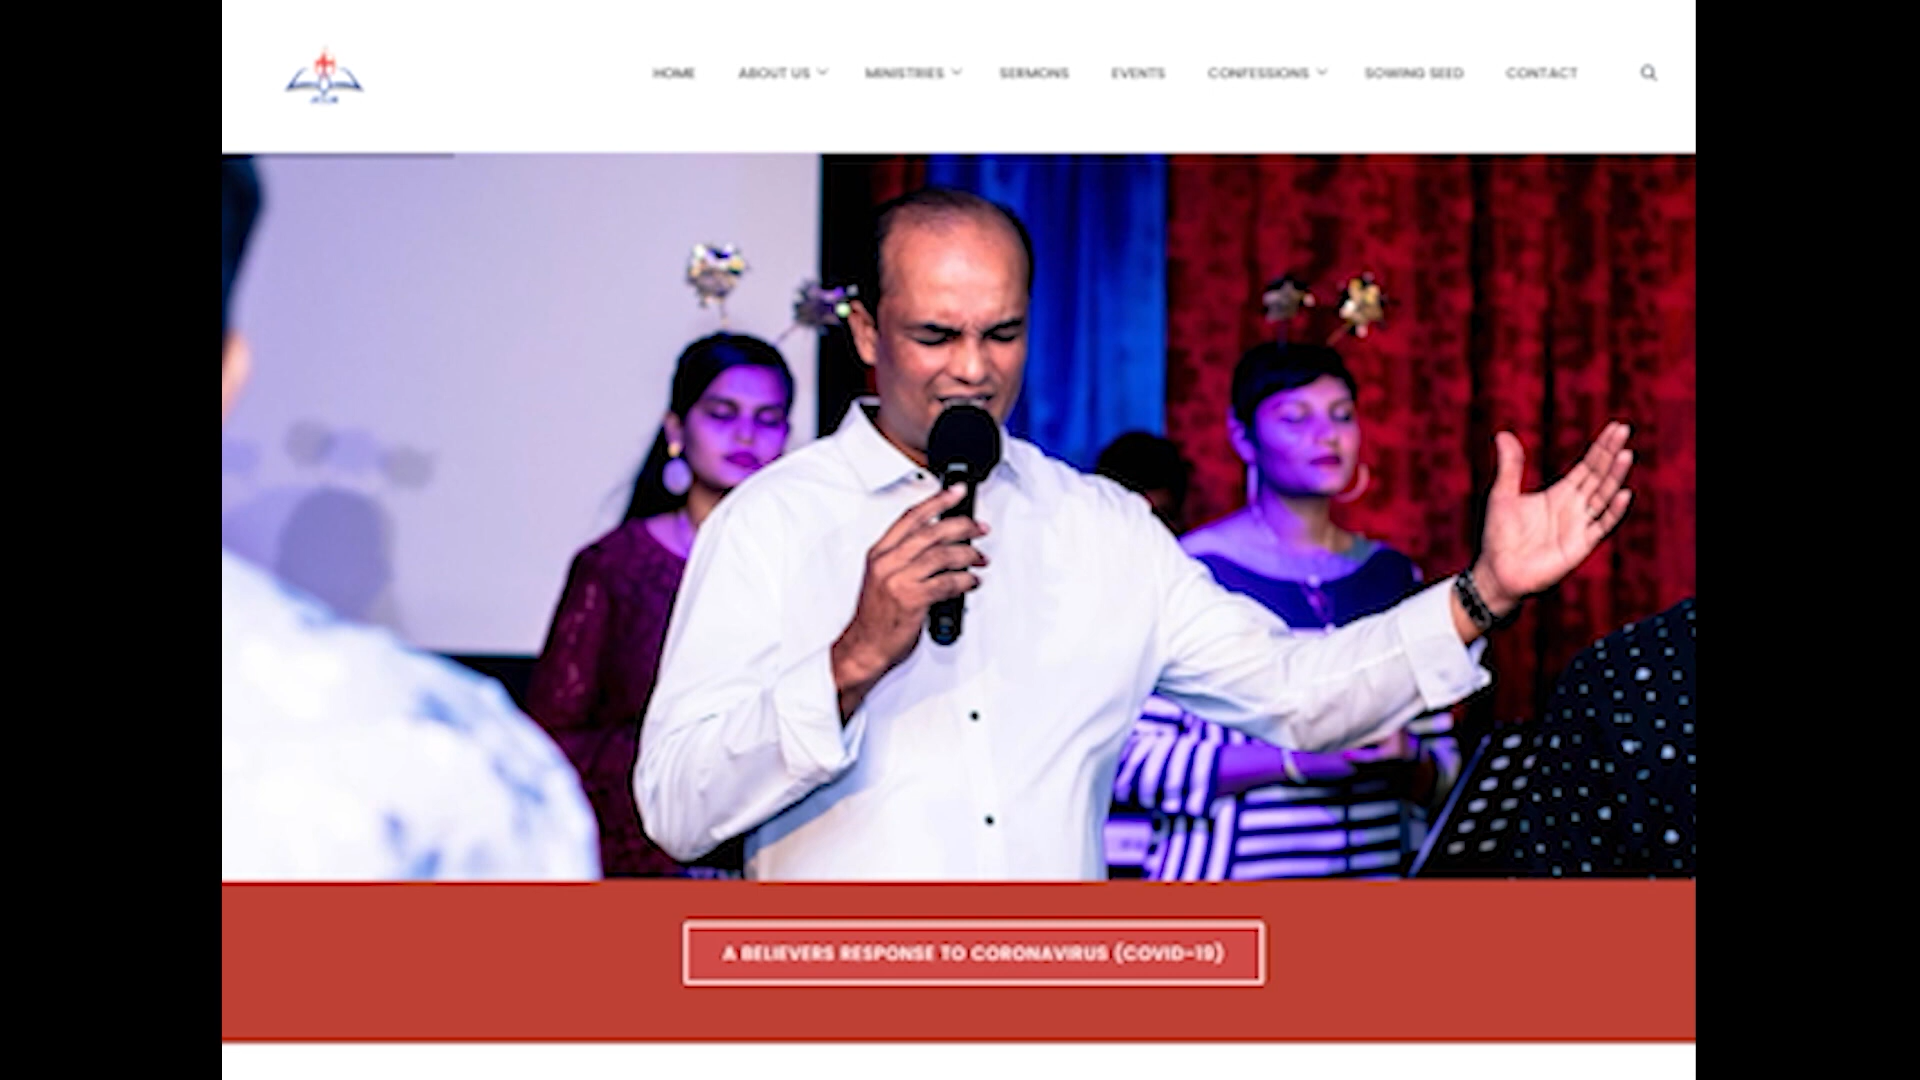 HOME ABOUT US MINISTRIES SERMONS EVENTS CONFESSIONS SOWING SEED CONTACT
A BELIEVERS RESPONSE TO CORONAVIRUS (COVID-19)